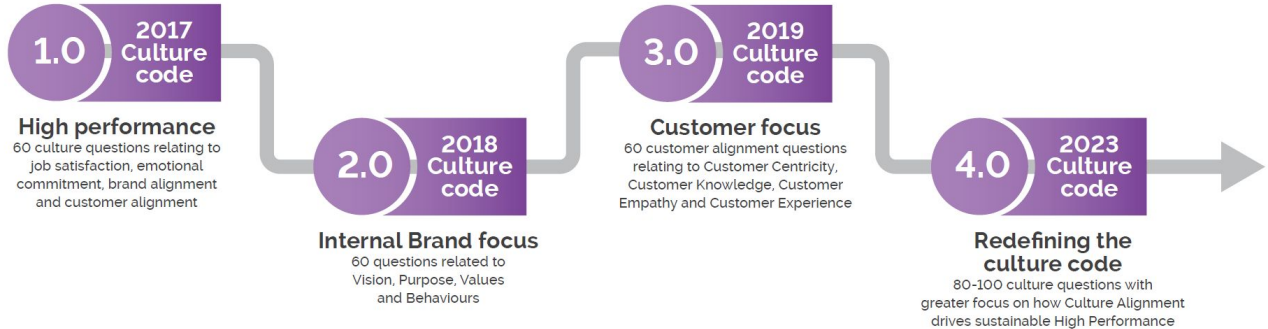 1.0
2017
Culture
code
High performance
60 culture questions relating to
job satisfaction, emotional
commitment, brand alignment
and customer alignment
2.0
2018
Culture
code
Internal Brand focus
60 questions related to
Vision, Purpose, Values
and Behaviours
3.0
2019
Culture
code
Customer focus
60 customer alignment questions
relating to Customer Centricity,
Customer Knowledge, Customer
Empathy and Customer Experience
4.0
2023
Culture
code
Redefining the
culture code
80-100 culture questions with
greater focus on how Culture Alignment
drives sustainable High Performance